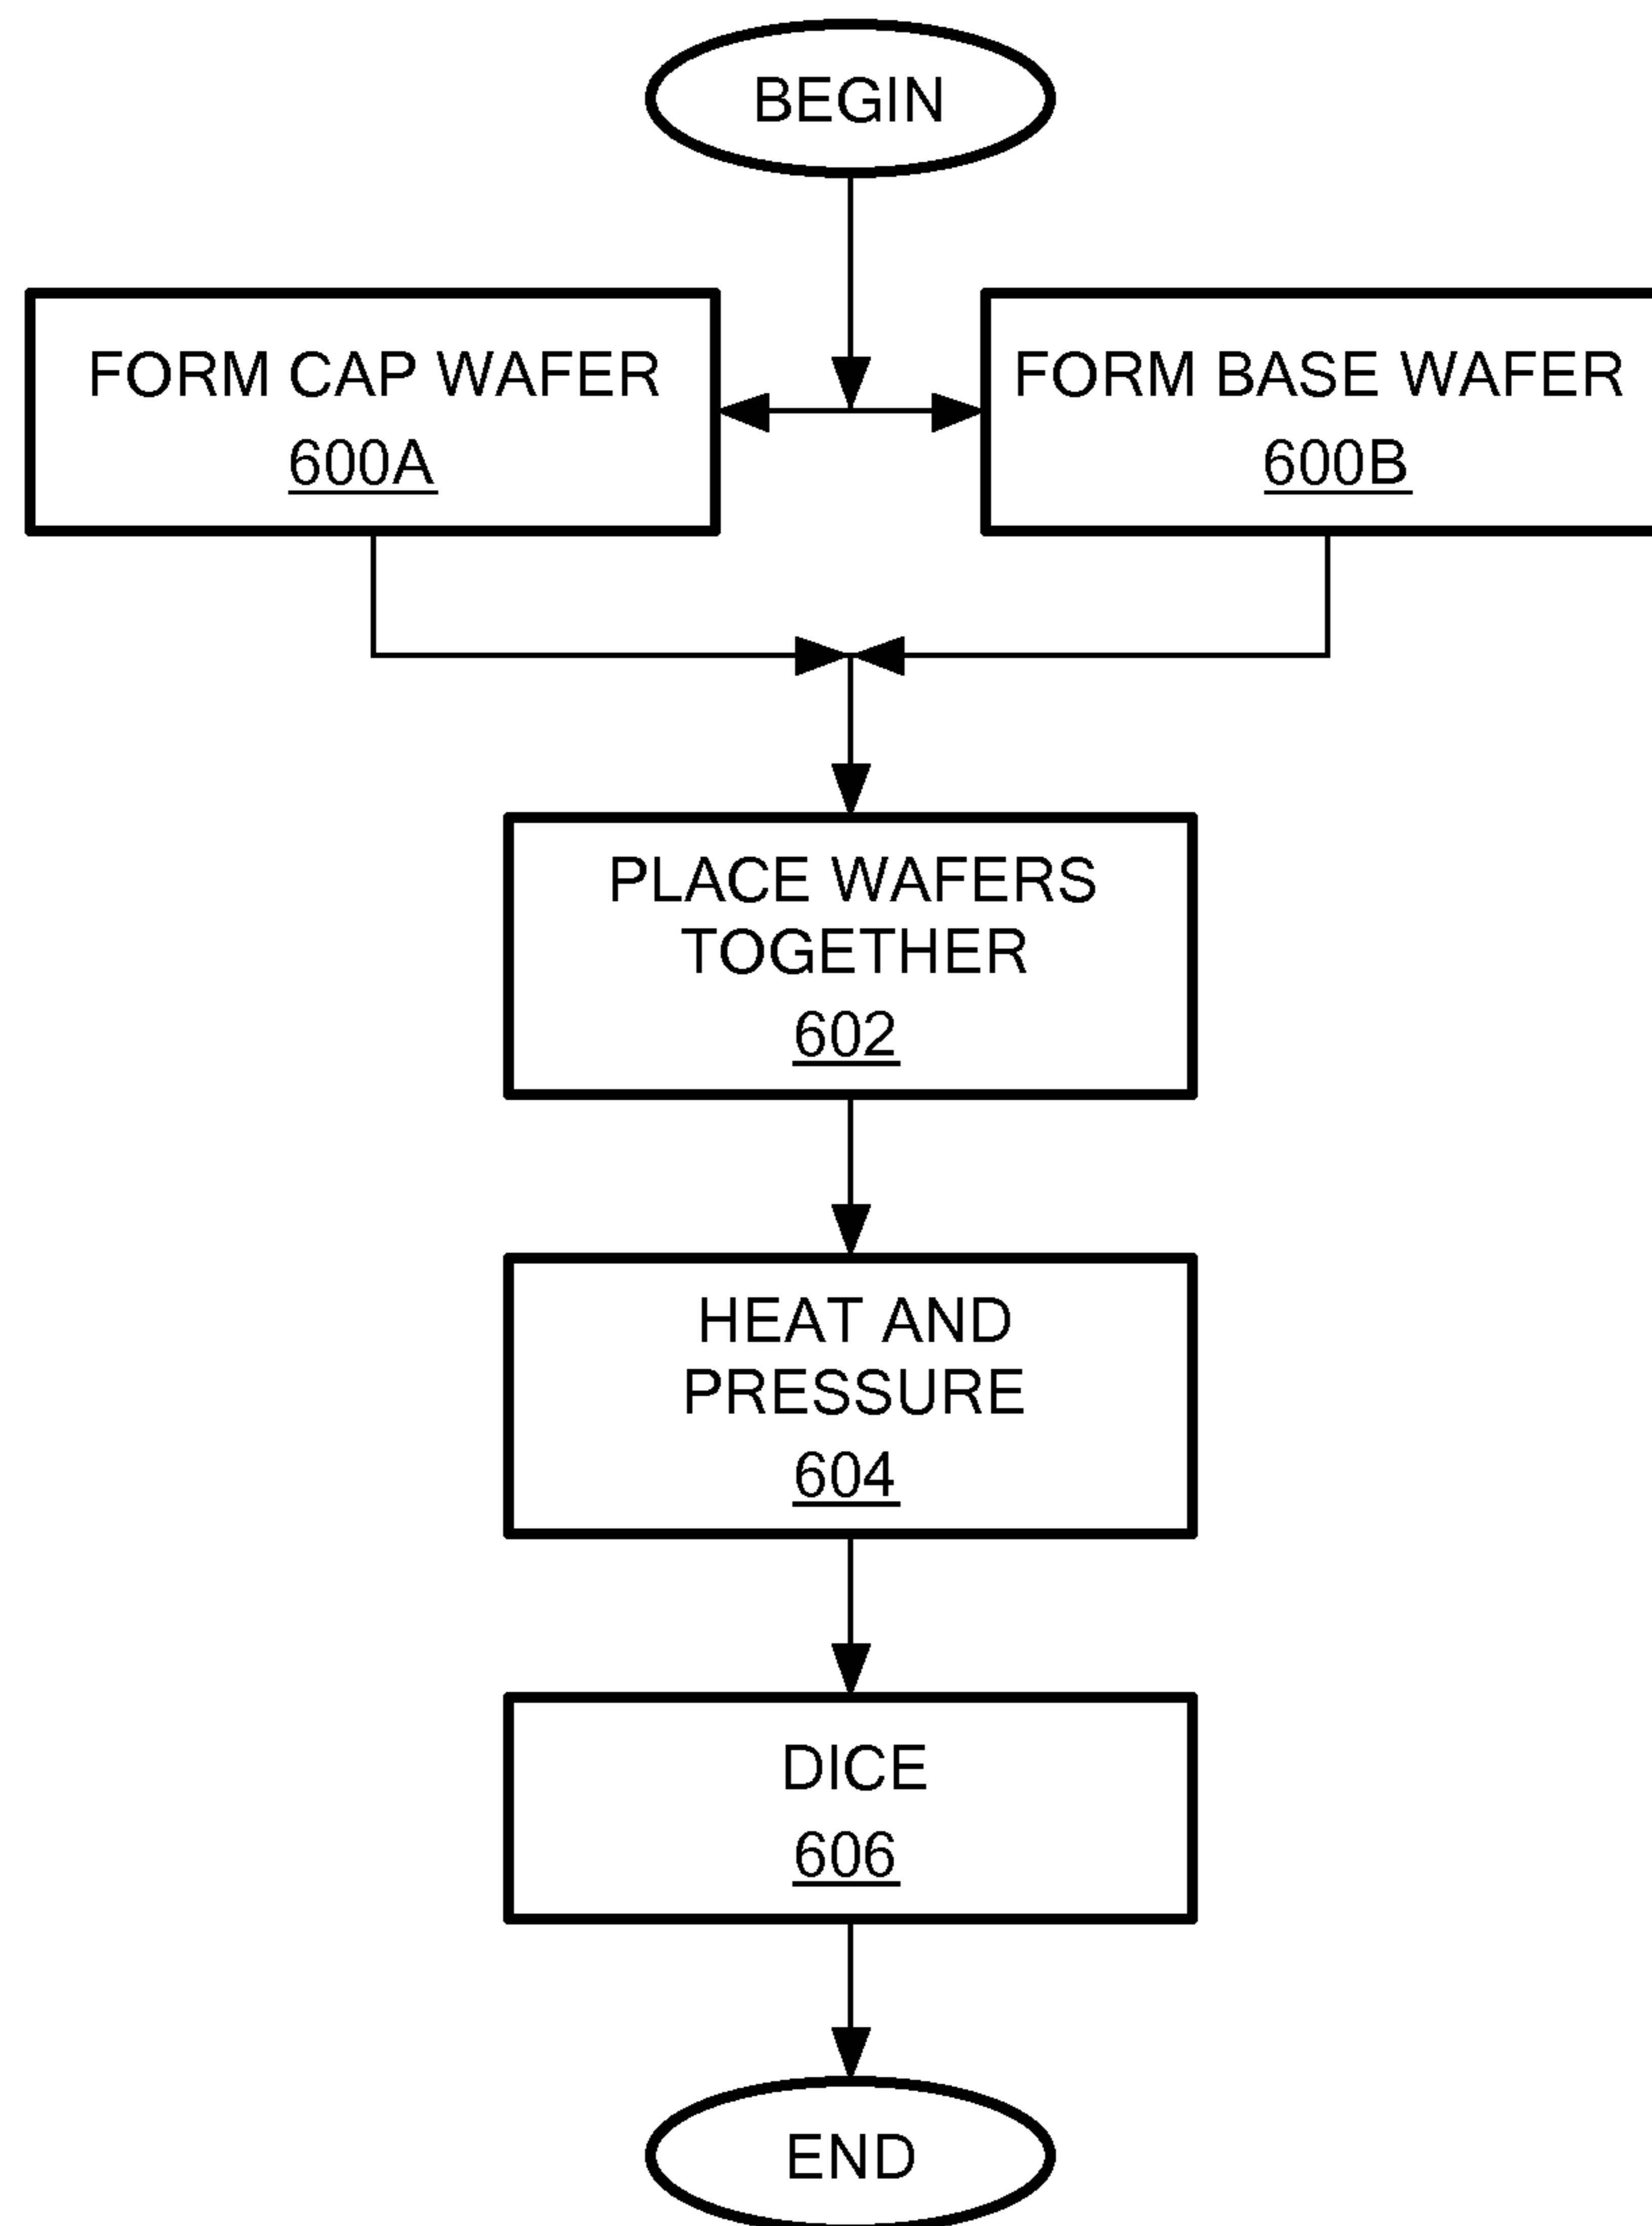 BEGIN
FORM CAP WAFER
600A
FORM BASE WAFER
600B
PLACE WAFERS
TOGETHER
602
HEAT AND
PRESSURE
604
DICE
606
END